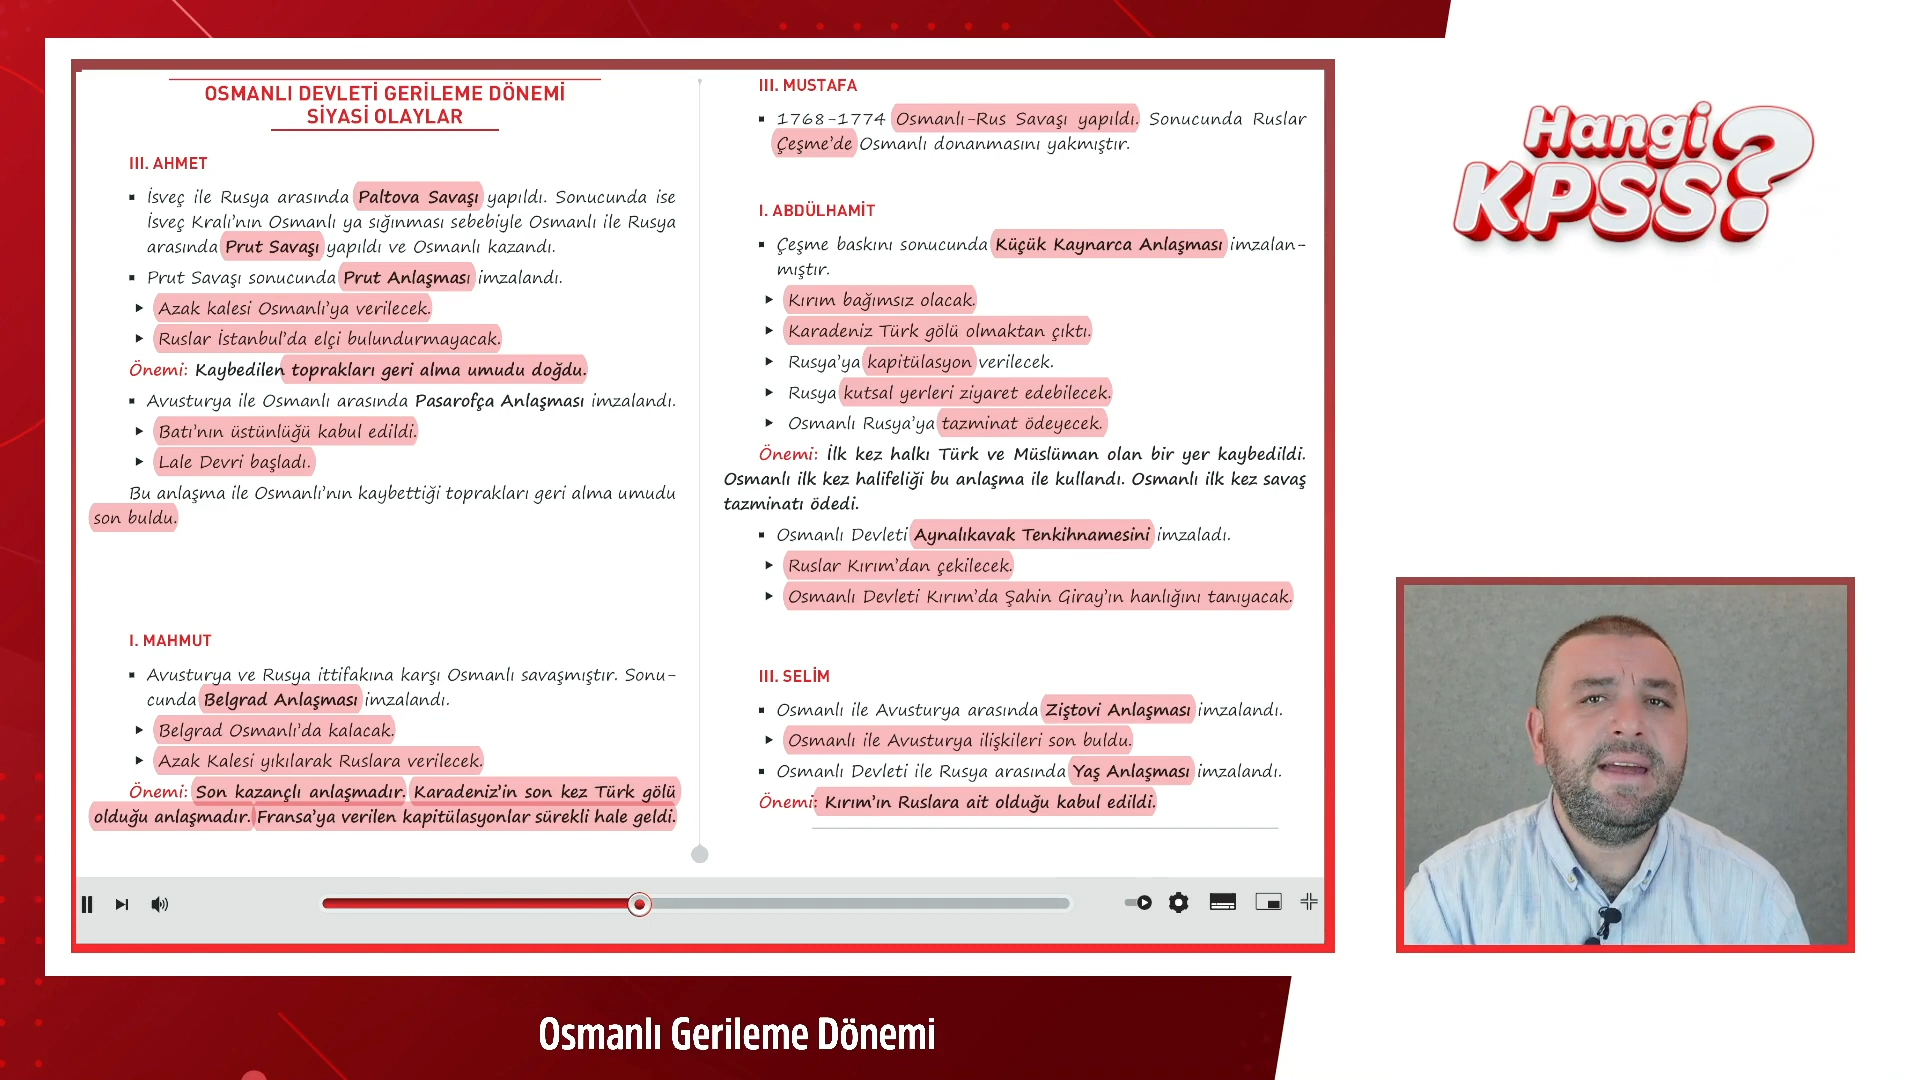 OSMANLI DEVLETİ GERİLEME DÖNEMİ
SİYASİ OLAYLAR
III. AHMET
▪ İsveç ile Rusya arasında Paltova Savaşı yapıldı. Sonucunda ise
İsveç Kralı’nın Osmanlı ya sığınması sebebiyle Osmanlı ile Rusya
arasında Prut Savaşı yapıldı ve Osmanlı kazandı.
▪ Prut Savaşı sonucunda Prut Anlaşması imzalandı.
▶ Azak kalesi Osmanlı’ya verilecek.
▶ Ruslar İstanbul’da elçi bulundurmayacak.
Önemi: Kaybedilen toprakları geri alma umudu doğdu.
▪ Avusturya ile Osmanlı arasında Pasarofça Anlaşması imzalandı.
▶ Batı’nın üstünlüğü kabul edildi.
▶ Lale Devri başladı.
Bu anlaşma ile Osmanlı’nın kaybettiği toprakları geri alma umudu
son buldu.
I. MAHMUT
▪ Avusturya ve Rusya ittifakına karşı Osmanlı savaşmıştır. Sonu-
cunda Belgrad Anlaşması imzalandı.
▶ Belgrad Osmanlı’da kalacak.
▶ Azak Kalesi yıkılarak Ruslara verilecek.
Önemi: Son kazançlı anlaşmadır. Karadeniz’in son kez Türk gölü
olduğu anlaşmadır. Fransa’ya verilen kapitülasyonlar sürekli hale geldi.
III. MUSTAFA
▪ 1768-1774 Osmanlı-Rus Savaşı yapıldı. Sonucunda Ruslar
Çeşme’de Osmanlı donanmasını yakmıştır.
I. ABDÜLHAMİT
▪ Çeşme baskını sonucunda Küçük Kaynarca Anlaşması imzalan-
mıştır.
▶ Kırım bağımsız olacak.
▶ Karadeniz Türk gölü olmaktan çıktı.
▶ Rusya’ya kapitülasyon verilecek.
▶ Rusya kutsal yerleri ziyaret edebilecek.
▶ Osmanlı Rusya’ya tazminat ödeyecek.
Önemi: İlk kez halkı Türk ve Müslüman olan bir yer kaybedildi.
Osmanlı ilk kez halifeliği bu anlaşma ile kullandı. Osmanlı ilk kez savaş
tazminatı ödedi.
▪ Osmanlı Devleti Aynalıkavak Tenkihnamesini imzaladı.
▶ Ruslar Kırım’dan çekilecek.
▶ Osmanlı Devleti Kırım’da Şahin Giray’ın hanlığını tanıyacak.
III. SELİM
▪ Osmanlı ile Avusturya arasında Ziştovi Anlaşması imzalandı.
▶ Osmanlı ile Avusturya ilişkileri son buldu.
▪ Osmanlı Devleti ile Rusya arasında Yaş Anlaşması imzalandı.
Önemi: Kırım’ın Ruslara ait olduğu kabul edildi.
Hangi
KPSS?
Osmanlı Gerileme Dönemi